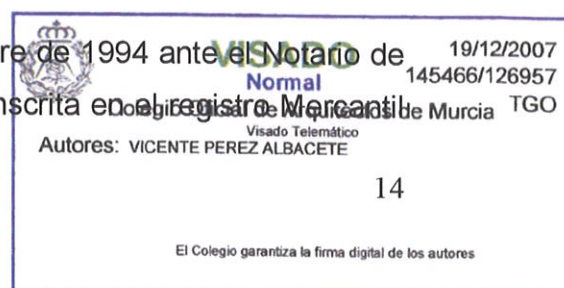 re de 1994 ante el Notario de
VISADO
19/12/2007
Normal
145466/126957
nscrita en el registro Mercantil
Colegio Oficial de Arquitectos de Murcia
TGO
Visado Telemático
Autores: VICENTE PEREZ ALBACETE
14
El Colegio garantiza la firma digital de los autores